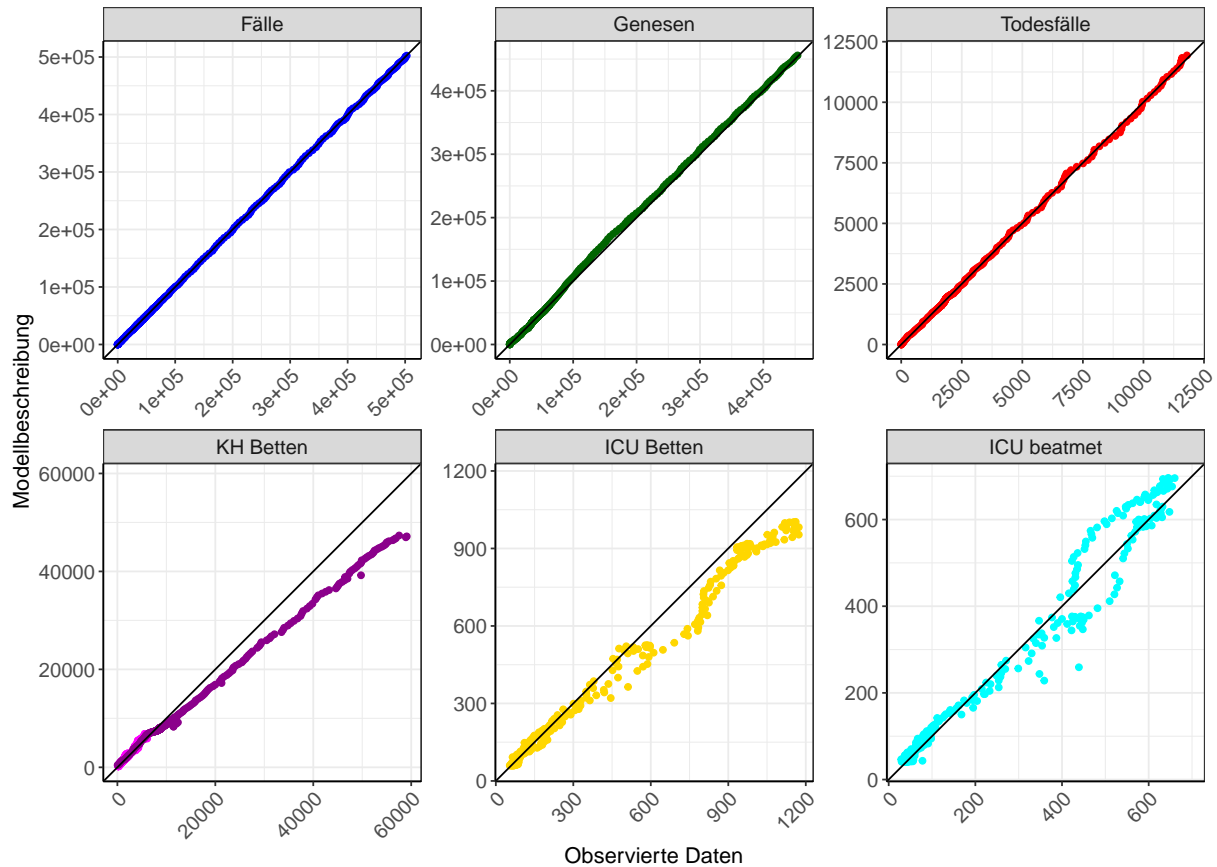 Fälle
Genesen
Todesfälle
5e+05
4e+05
3e+05
2e+05
1e+05
0e+00
4e+05
3e+05
2e+05
1e+05
0e+00
12500
10000
7500
5000
2500
0
0e+00
1e+05
2e+05
3e+05
4e+05
5e+05
0e+00
1e+05
2e+05
3e+05
4e+05
0
2500
5000
7500
10000
12500
Modellbeschreibung
KH Betten
ICU Betten
ICU beatmet
60000
40000
20000
0
1200
900
600
300
0
600
400
200
0
0
20000
40000
60000
0
300
600
900
1200
0
200
400
600
Observierte Daten